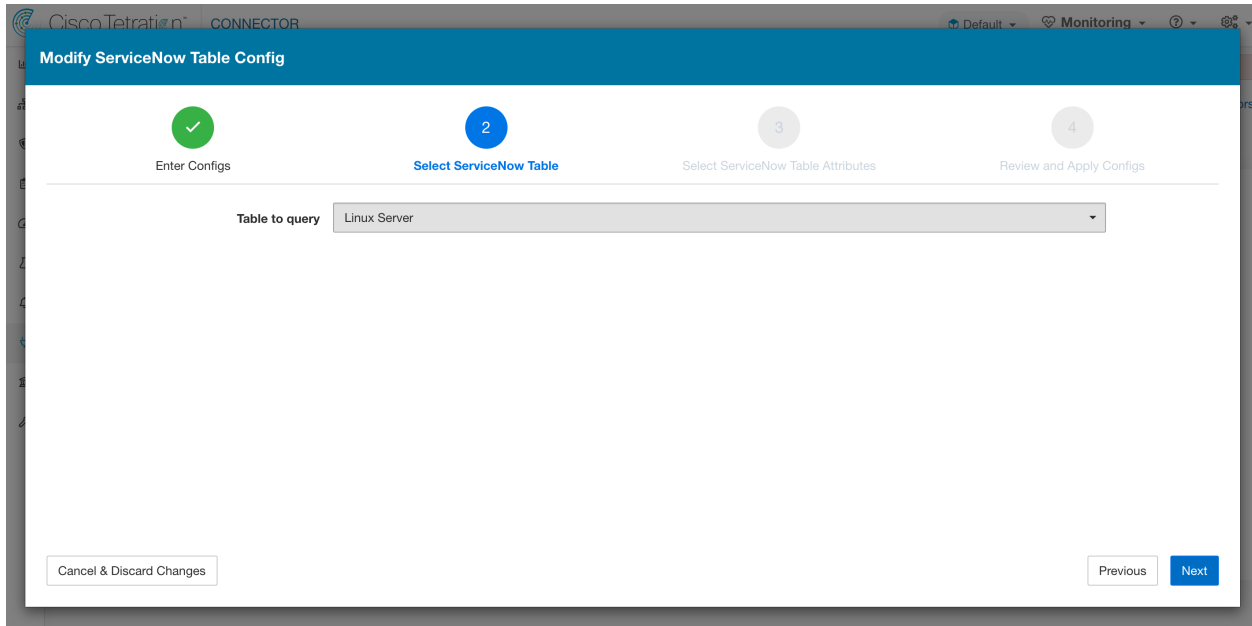 Cisco Tetration™ CONNECTOR Default Monitoring
Modify ServiceNow Table Config
2 3 4
Enter Configs Select ServiceNow Table Select ServiceNow Table Attributes Review and Apply Configs
Table to query Linux Server
Cancel & Discard Changes Previous Next